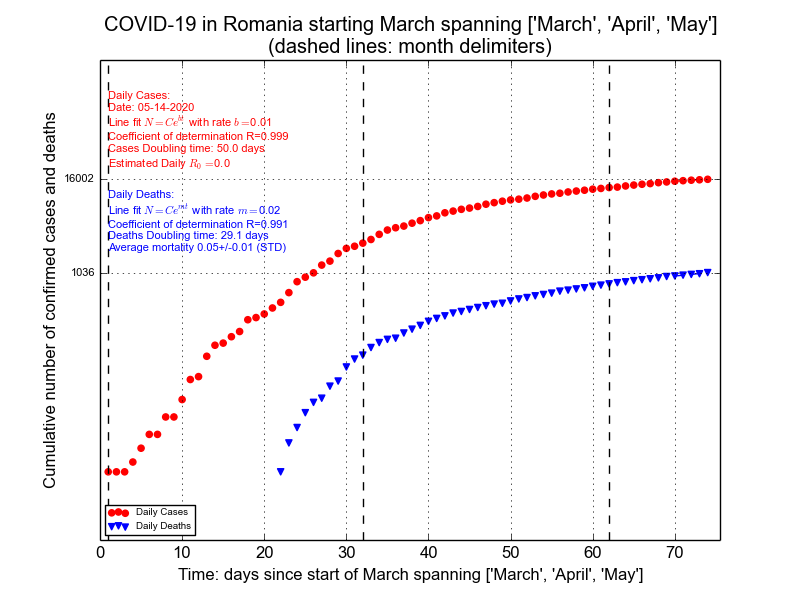 COVID-19 in Romania starting March spanning ['March', 'April', 'May']
(dashed lines: month delimiters)
Daily Cases:
Date: 05-14-2020
Line fit N=Ce^{bt} with rate b=0.01
Coefficient of determination R=0.999
Cases Doubling time: 50.0 days
Estimated Daily R_0=0.0
Daily Deaths:
Line fit N=Ce^{mt} with rate m=0.02
Coefficient of determination R=0.991
Deaths Doubling time: 29.1 days
Average mortatity 0.05+/-0.01 (STD)
16002
1036
Cumulative number of confirmed cases and deaths
Daily Cases
Daily Deaths
0 10 20 30 40 50 60 70
Time: days since start of March spanning ['March', 'April', 'May']